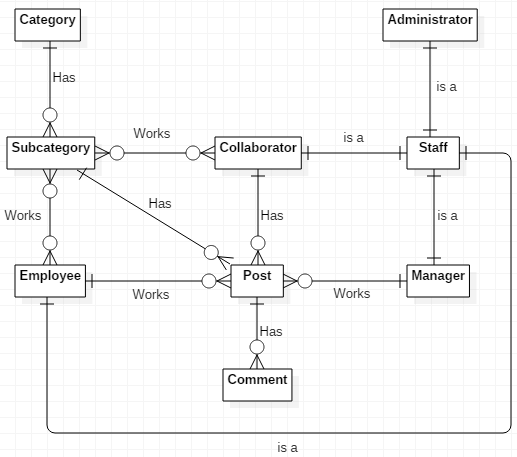 Category
Administrator
Has
is a
Works
is a
Subcategory
Collaborator
Staff
Has
Works
Has
is a
Employee
Post
Manager
Works
Works
Has
Comment
is a